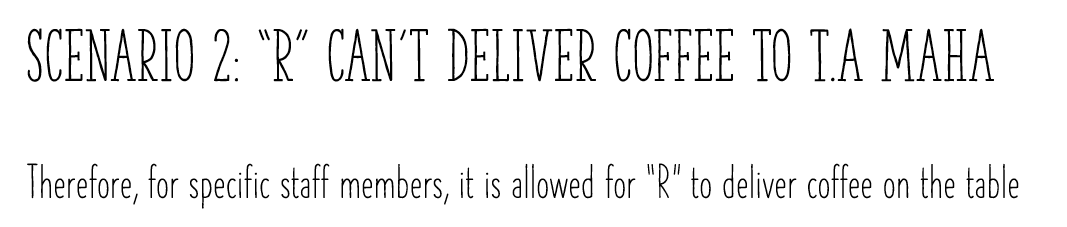 SCENARIO 2: “R” CAN’T DELIVER COFFEE TO T.A MAHA
Therefore, for specific staff members, it is allowed for “R” to deliver coffee on the table